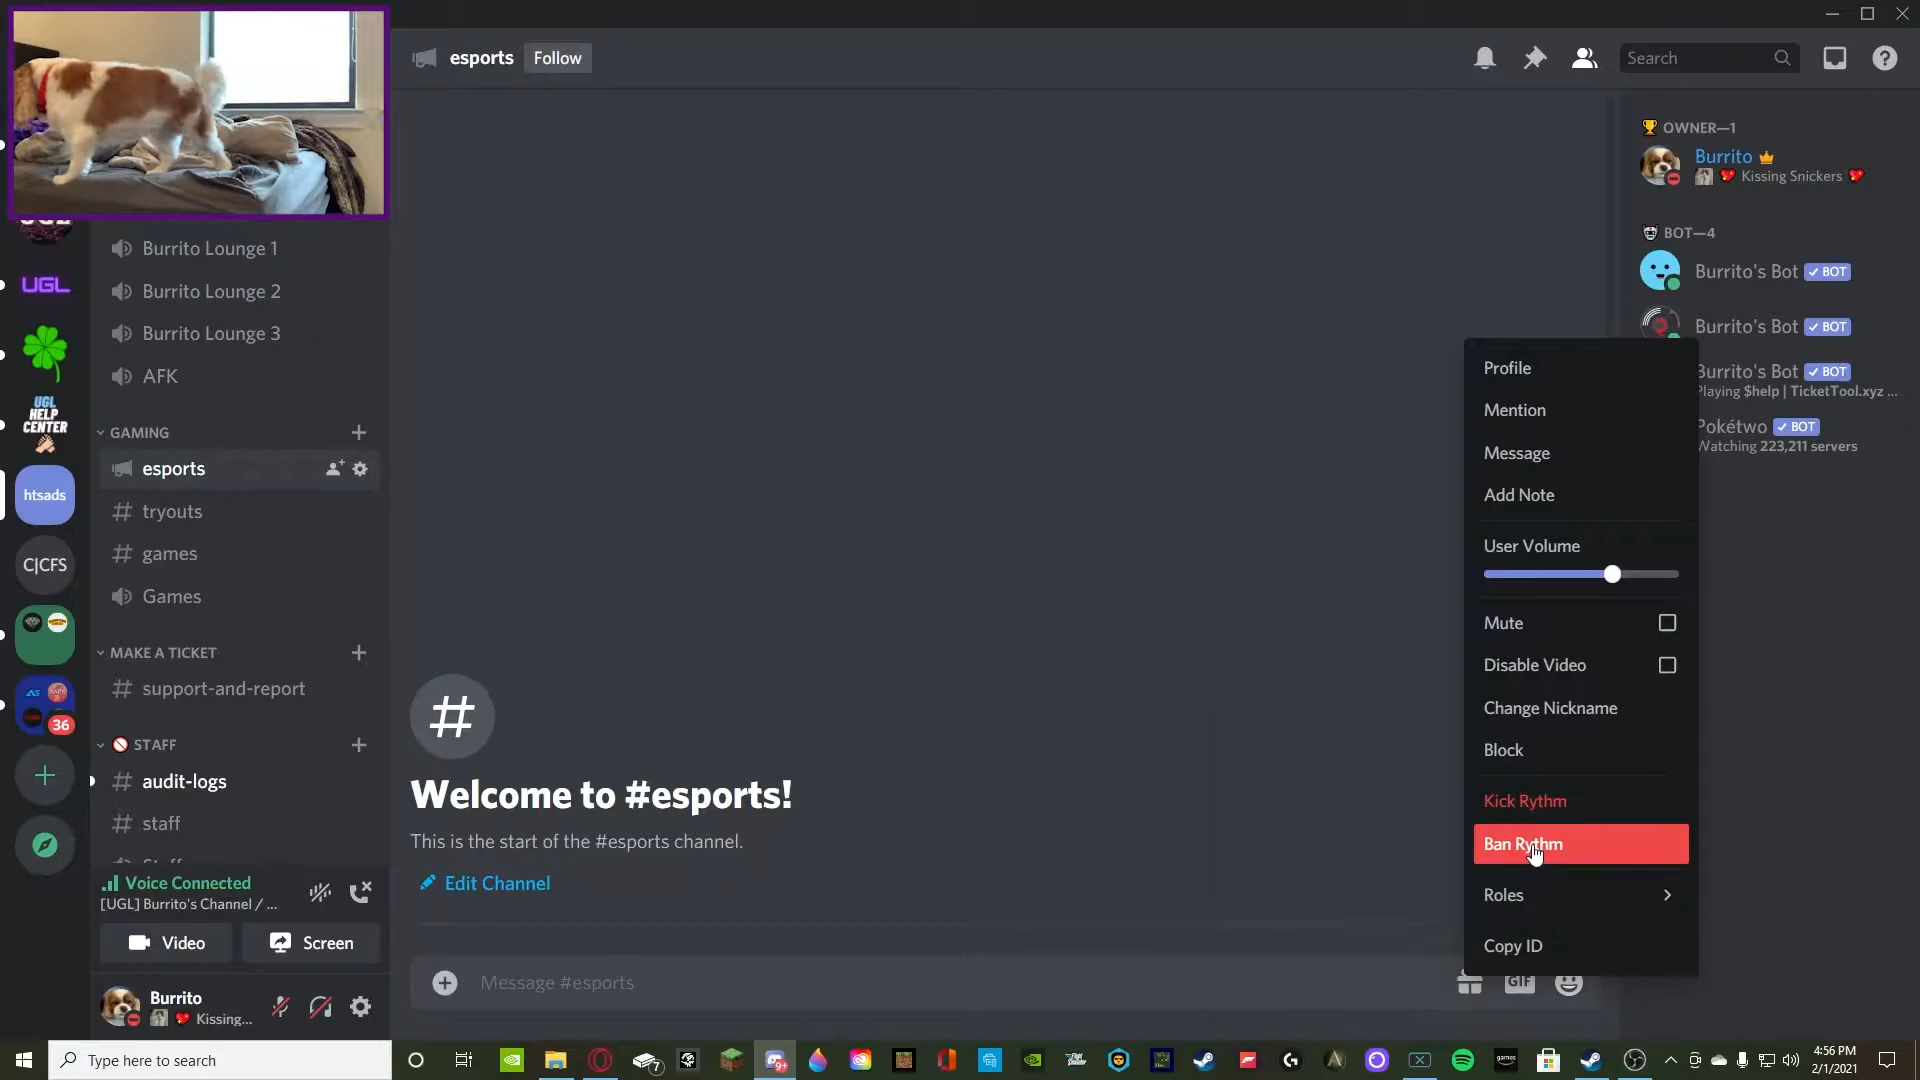 esports
Follow
Search
OWNER—1
Burrito
Kissing Snickers
BOT—4
Burrito's Bot
BOT
Burrito's Bot
BOT
Burrito's Bot
BOT
Playing $help | TicketTool.xyz ...
Pokétwo
BOT
Watching 223,211 servers
UGL
UGL
HELP
CENTER
htsads
C|CFS
36
Burrito Lounge 1
Burrito Lounge 2
Burrito Lounge 3
AFK
GAMING
esports
tryouts
games
Games
MAKE A TICKET
support-and-report
STAFF
audit-logs
staff
Voice Connected
[UGL] Burrito's Channel / ...
Video
Screen
Burrito
Kissing...
#
Welcome to #esports!
This is the start of the #esports channel.
Edit Channel
Message #esports
GIF
Profile
Mention
Message
Add Note
User Volume
Mute
Disable Video
Change Nickname
Block
Kick Rythm
Ban Rythm
Roles
Copy ID
Type here to search
7
9+
4:56 PM
2/1/2021